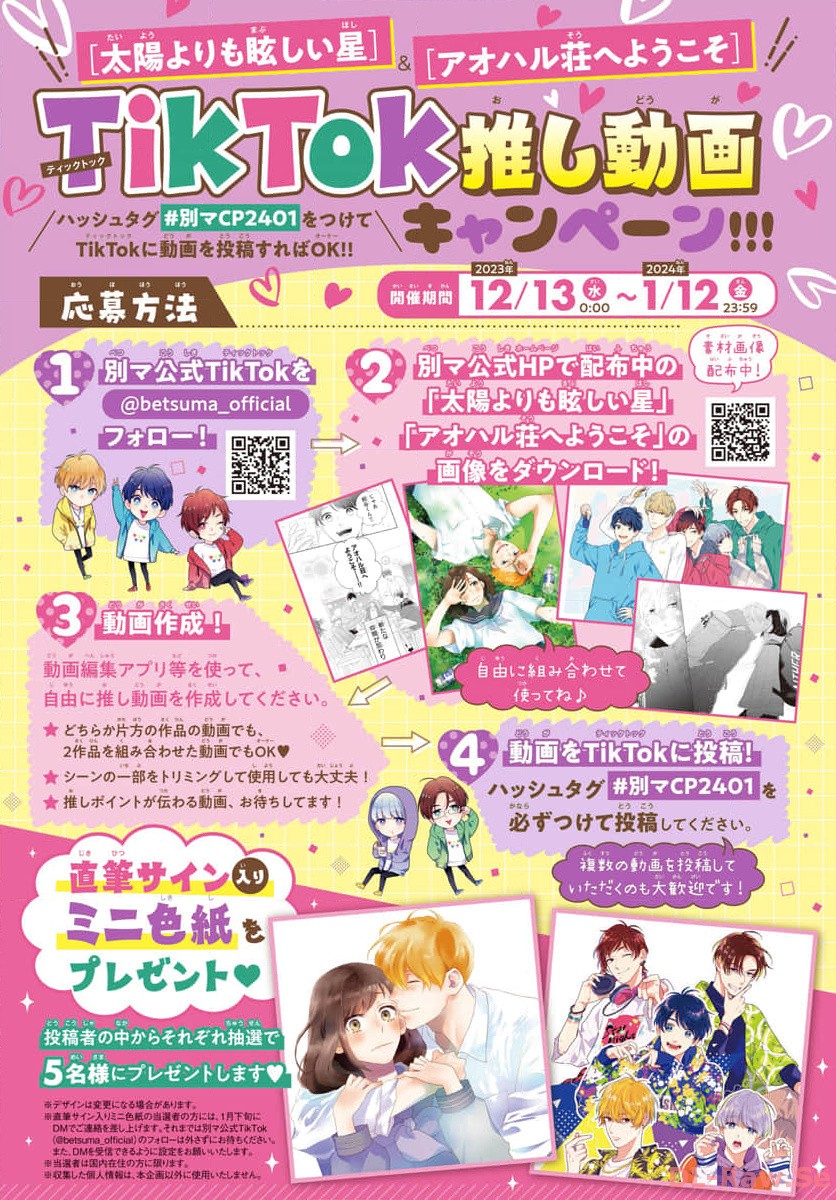 [太陽よりも眩しい星]
&
[アオハル荘へようこそ]
TikTok推し動画
ティックトック
キャンペーン!!!
ハッシュタグ #別マCP2401 をつけて
TikTokに動画を投稿すればOK!!
応募方法
開催期間 2023年 12/13 水 0:00 〜 2024年 1/12 金 23:59
1 別マ公式TikTokを
@betsuma_official
フォロー!
2 別マ公式HPで配布中の
「太陽よりも眩しい星」
「アオハル荘へようこそ」の
画像をダウンロード!
素材画像
配布中!
アオハル荘へ
ようこそー!!
新たな
仲間が加わり
自由に組み合わせて
使ってね♪
3 動画作成!
動画編集アプリ等を使って、
自由に推し動画を作成してください。
★どちらか片方の作品の動画でも、
2作品を組み合わせた動画でもOK♥
★シーンの一部をトリミングして使用しても大丈夫!
★推しポイントが伝わる動画、お待ちしてます!
4 動画をTikTokに投稿!
ハッシュタグ #別マCP2401 を
必ずつけて投稿してください。
複数の動画を投稿して
いただくのも大歓迎です!
直筆サイン入り
ミニ色紙を
プレゼント♥
投稿者の中からそれぞれ抽選で
5名様にプレゼントします♥
※デザインは変更になる場合があります。
※直筆サイン入りミニ色紙の当選者の方には、1月下旬に
DMでご連絡を差し上げます。それまでは別マ公式TikTok
(@betsuma_official)のフォローは外さずにお待ちください。
また、DMを受信できるように設定をお願いいたします。
※当選者は国内在住の方に限ります。
※収集した個人情報は、本企画以外に使用いたしません。